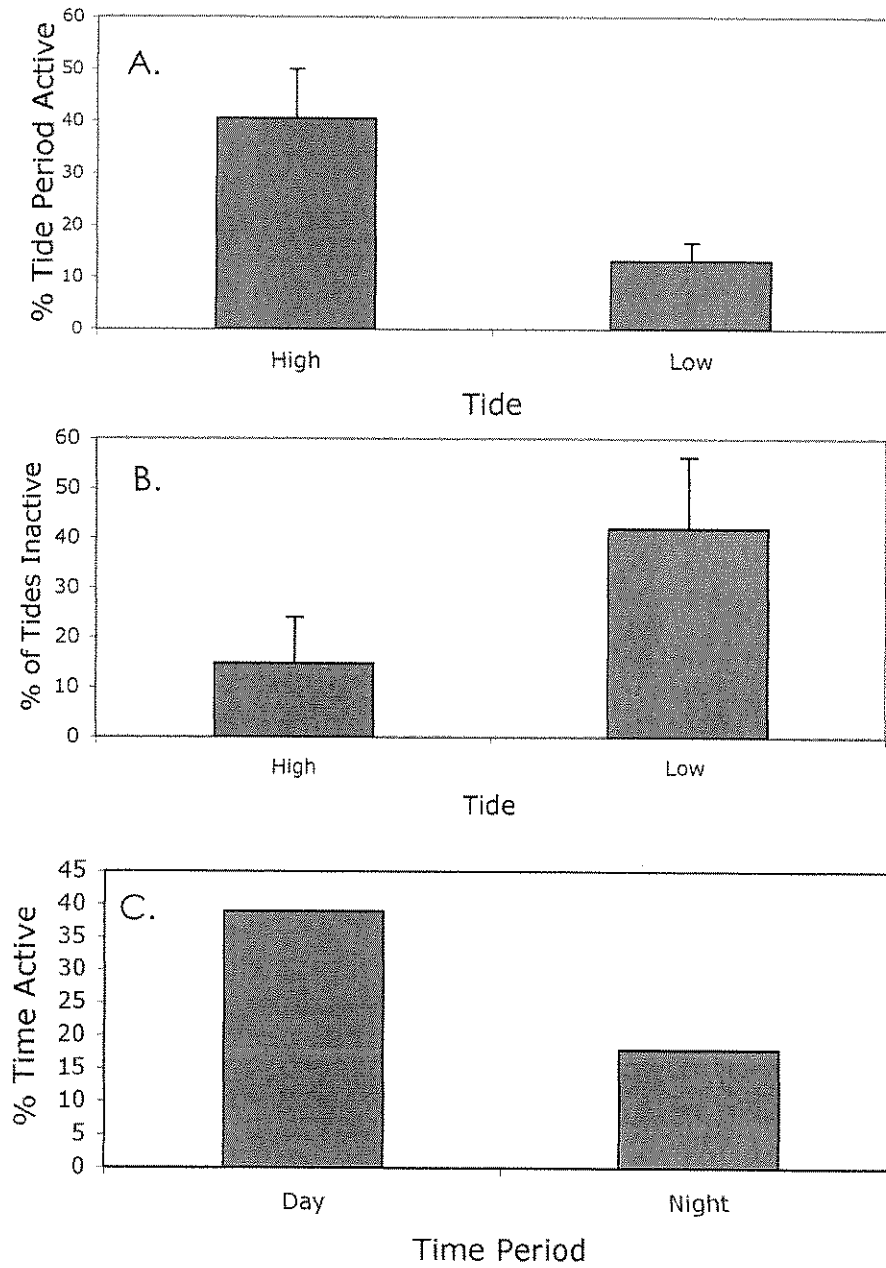 60
50
40
30
20
10
0
% Tide Period Active
A.
High Low
Tide
60
50
40
30
20
10
0
% of Tides Inactive
B.
High Low
Tide
45
40
35
30
25
20
15
10
5
0
% Time Active
C.
Day Night
Time Period